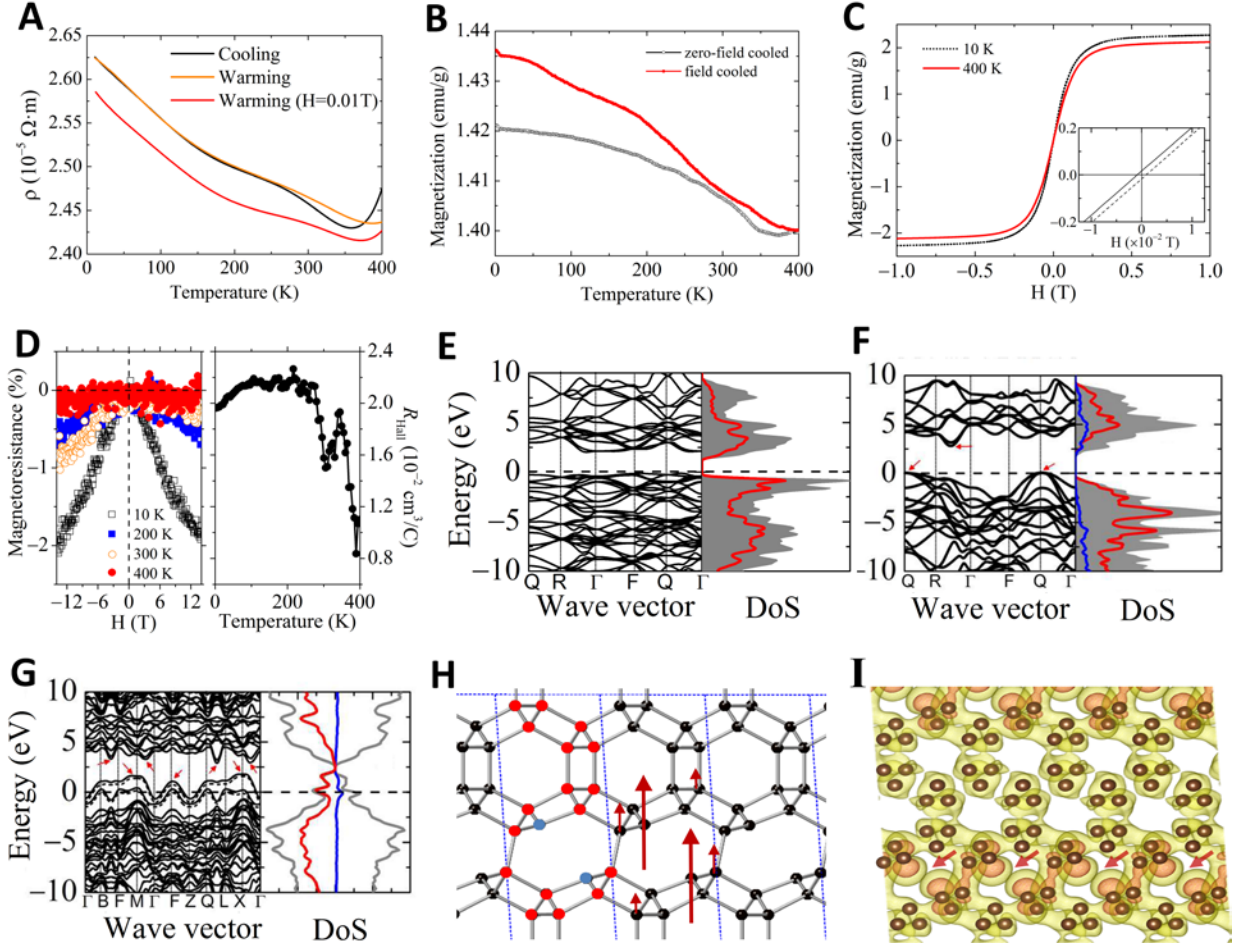 A
2.65
2.60
2.55
2.50
2.45
2.40
ρ (10⁻⁵ Ω·m)
Cooling
Warming
Warming (H=0.01T)
0 100 200 300 400
Temperature (K)
B
1.44
1.43
1.42
1.41
1.40
Magnetization (emu/g)
zero-field cooled
field cooled
0 100 200 300 400
Temperature (K)
C
2
1
0
−1
−2
Magnetization (emu/g)
10 K
400 K
0.2
0.0
−0.2
−1 0 1
H (×10⁻² T)
−1.0 −0.5 0.0 0.5 1.0
H (T)
D
0
-1
-2
Magnetoresistance (%)
10 K
200 K
300 K
400 K
−12 −6 0 6 12
H (T)
2.4
2.0
1.6
1.2
0.8
R_Hall (10⁻² cm³/C)
0 100 200 300 400
Temperature (K)
E
10
5
0
−5
−10
Energy (eV)
Q R Γ F Q Γ
Wave vector DoS
F
10
5
0
−5
−10
Energy (eV)
Q R Γ F Q Γ
Wave vector DoS
G
10
5
0
−5
−10
Energy (eV)
Γ B F M Γ F Z Q L X Γ
Wave vector DoS
H
I